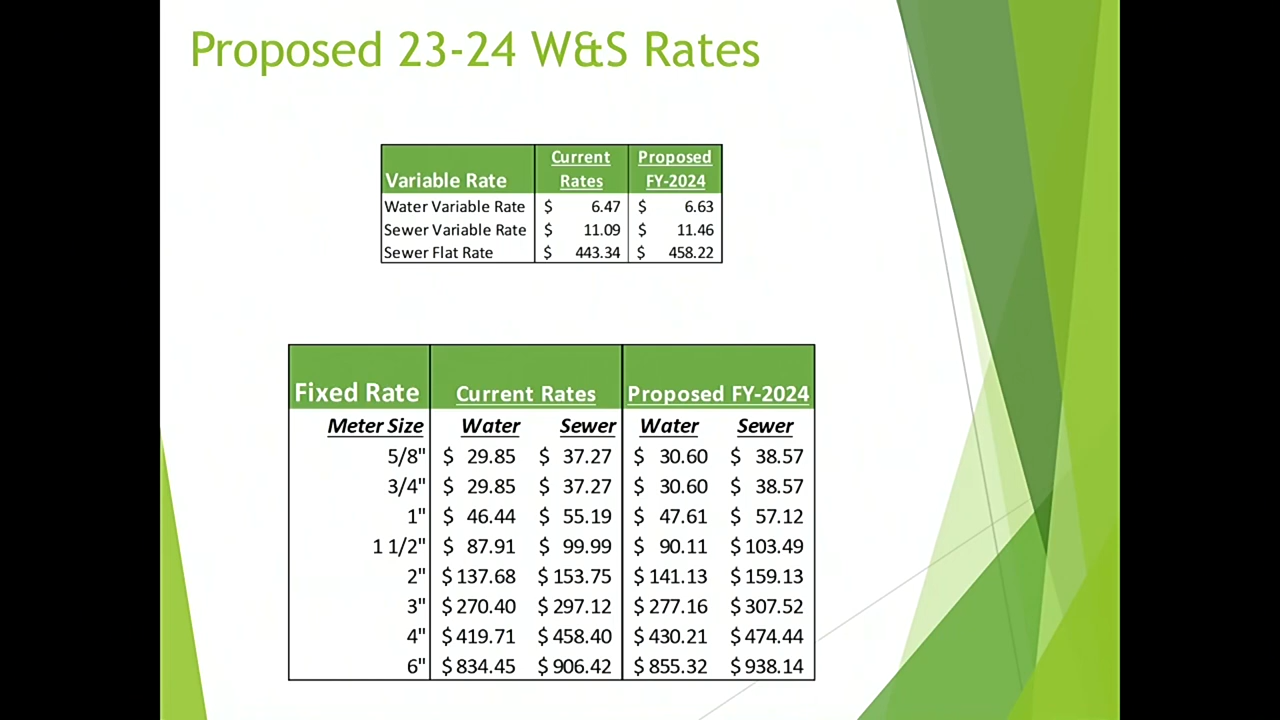 Proposed 23-24 W&S Rates
Variable Rate Current Rates Proposed FY-2024
Water Variable Rate $ 6.47 $ 6.63
Sewer Variable Rate $ 11.09 $ 11.46
Sewer Flat Rate $ 443.34 $ 458.22
Fixed Rate Current Rates Proposed FY-2024
Meter Size Water Sewer Water Sewer
5/8" $ 29.85 $ 37.27 $ 30.60 $ 38.57
3/4" $ 29.85 $ 37.27 $ 30.60 $ 38.57
1" $ 46.44 $ 55.19 $ 47.61 $ 57.12
1 1/2" $ 87.91 $ 99.99 $ 90.11 $ 103.49
2" $ 137.68 $ 153.75 $ 141.13 $ 159.13
3" $ 270.40 $ 297.12 $ 277.16 $ 307.52
4" $ 419.71 $ 458.40 $ 430.21 $ 474.44
6" $ 834.45 $ 906.42 $ 855.32 $ 938.14